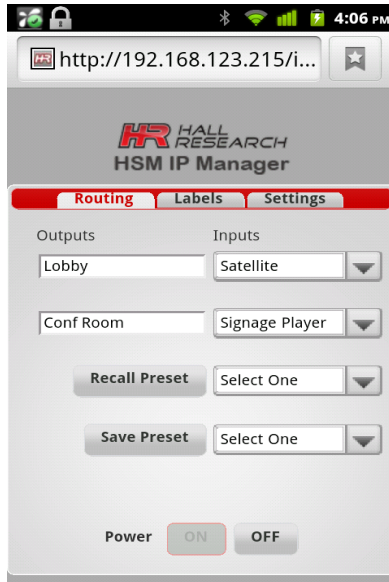 4:06 PM
http://192.168.123.215/i...
HR HALL
RESEARCH
HSM IP Manager
Routing Labels Settings
Outputs Inputs
Lobby Satellite
Conf Room Signage Player
Recall Preset Select One
Save Preset Select One
Power ON OFF